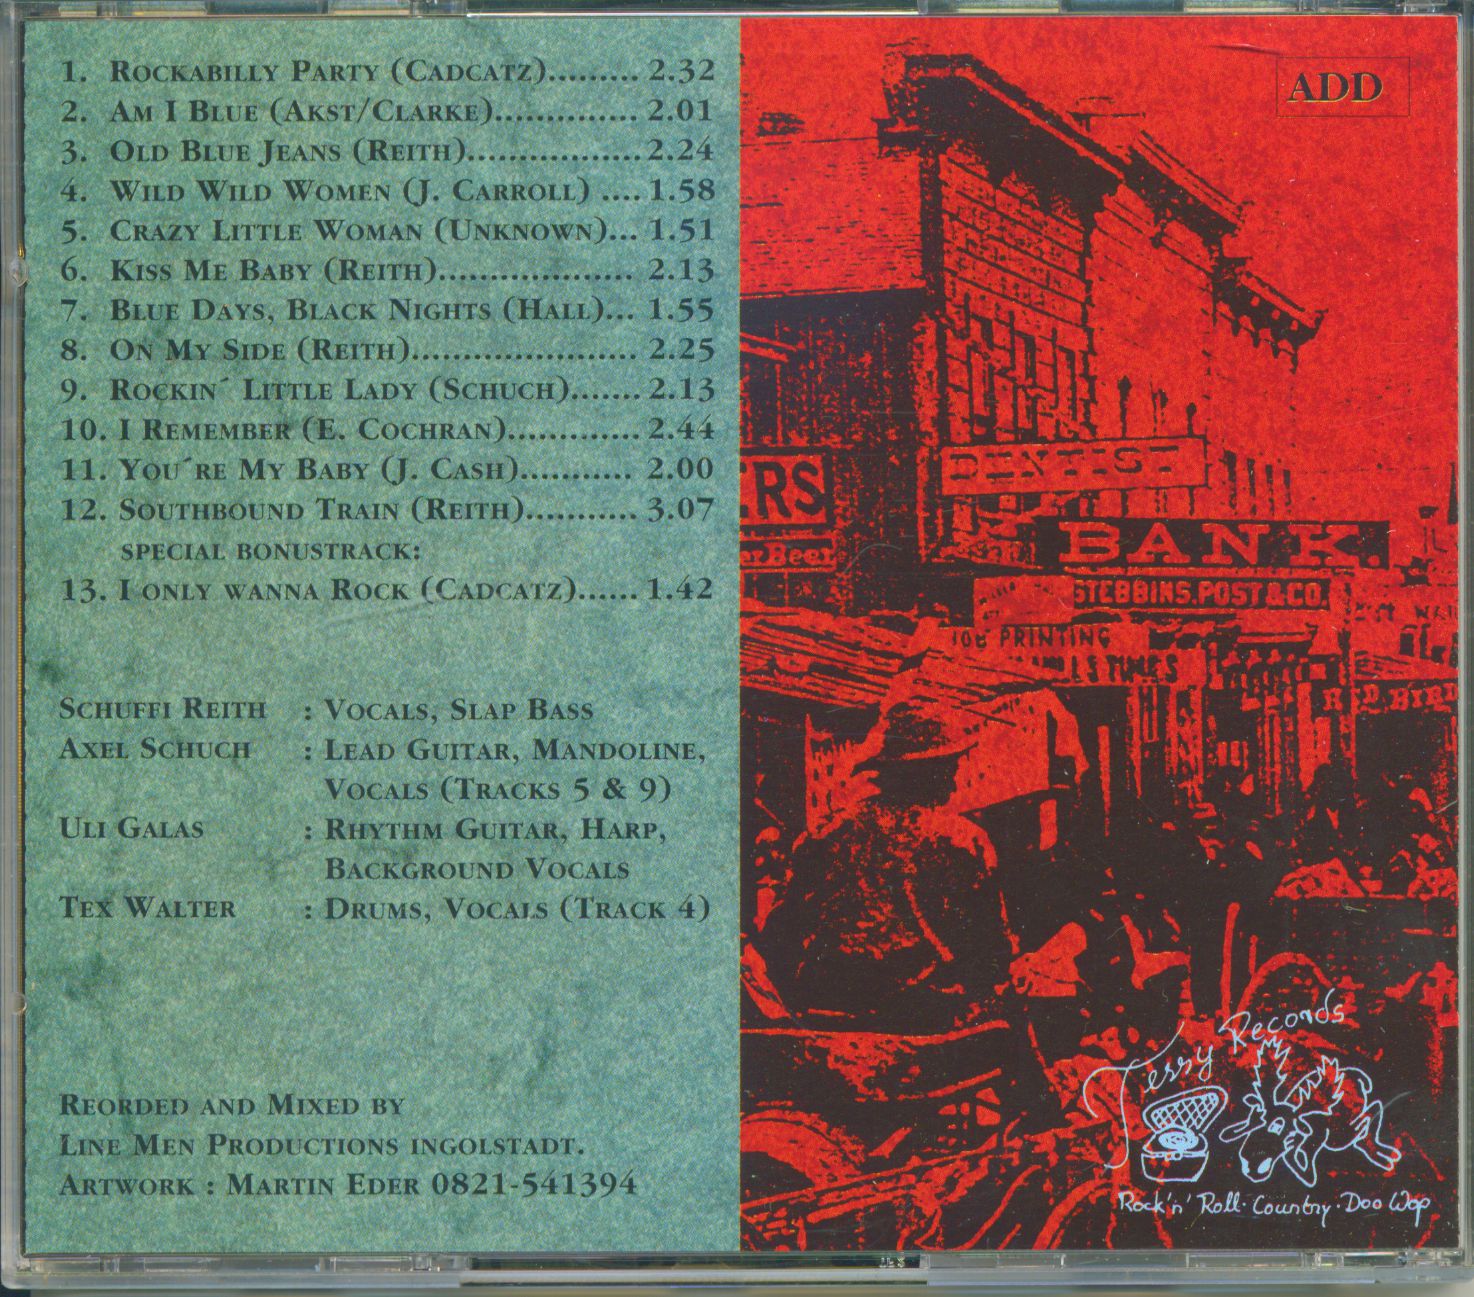 1. Rockabilly Party (Cadcatz)......... 2.32
2. Am I Blue (Akst/Clarke).............. 2.01
3. Old Blue Jeans (Reith)................. 2.24
4. Wild Wild Women (J. Carroll) .... 1.58
5. Crazy Little Woman (Unknown)... 1.51
6. Kiss Me Baby (Reith)................... 2.13
7. Blue Days, Black Nights (Hall)... 1.55
8. On My Side (Reith)...................... 2.25
9. Rockin´ Little Lady (Schuch)....... 2.13
10. I Remember (E. Cochran)............. 2.44
11. You´re My Baby (J. Cash)........... 2.00
12. Southbound Train (Reith)........... 3.07
special bonustrack:
13. I only wanna Rock (Cadcatz)...... 1.42
Schuffi Reith : Vocals, Slap Bass
Axel Schuch : Lead Guitar, Mandoline,
Vocals (Tracks 5 & 9)
Uli Galas : Rhythm Guitar, Harp,
Background Vocals
Tex Walter : Drums, Vocals (Track 4)
Reorded and Mixed by
Line Men Productions ingolstadt.
Artwork : Martin Eder 0821-541394
ADD
DENTIST
ERS
BANK.
er Beer
STEBBINS, POST & CO.
JOB PRINTING
TIMES
RED BIRD
Tessy Records
Rock'n' Roll · Country · Doo Wop